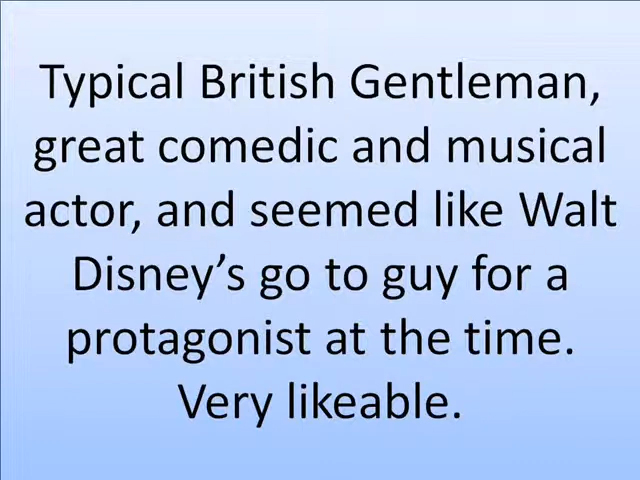 Typical British Gentleman,
great comedic and musical
actor, and seemed like Walt
Disney’s go to guy for a
protagonist at the time.
Very likeable.